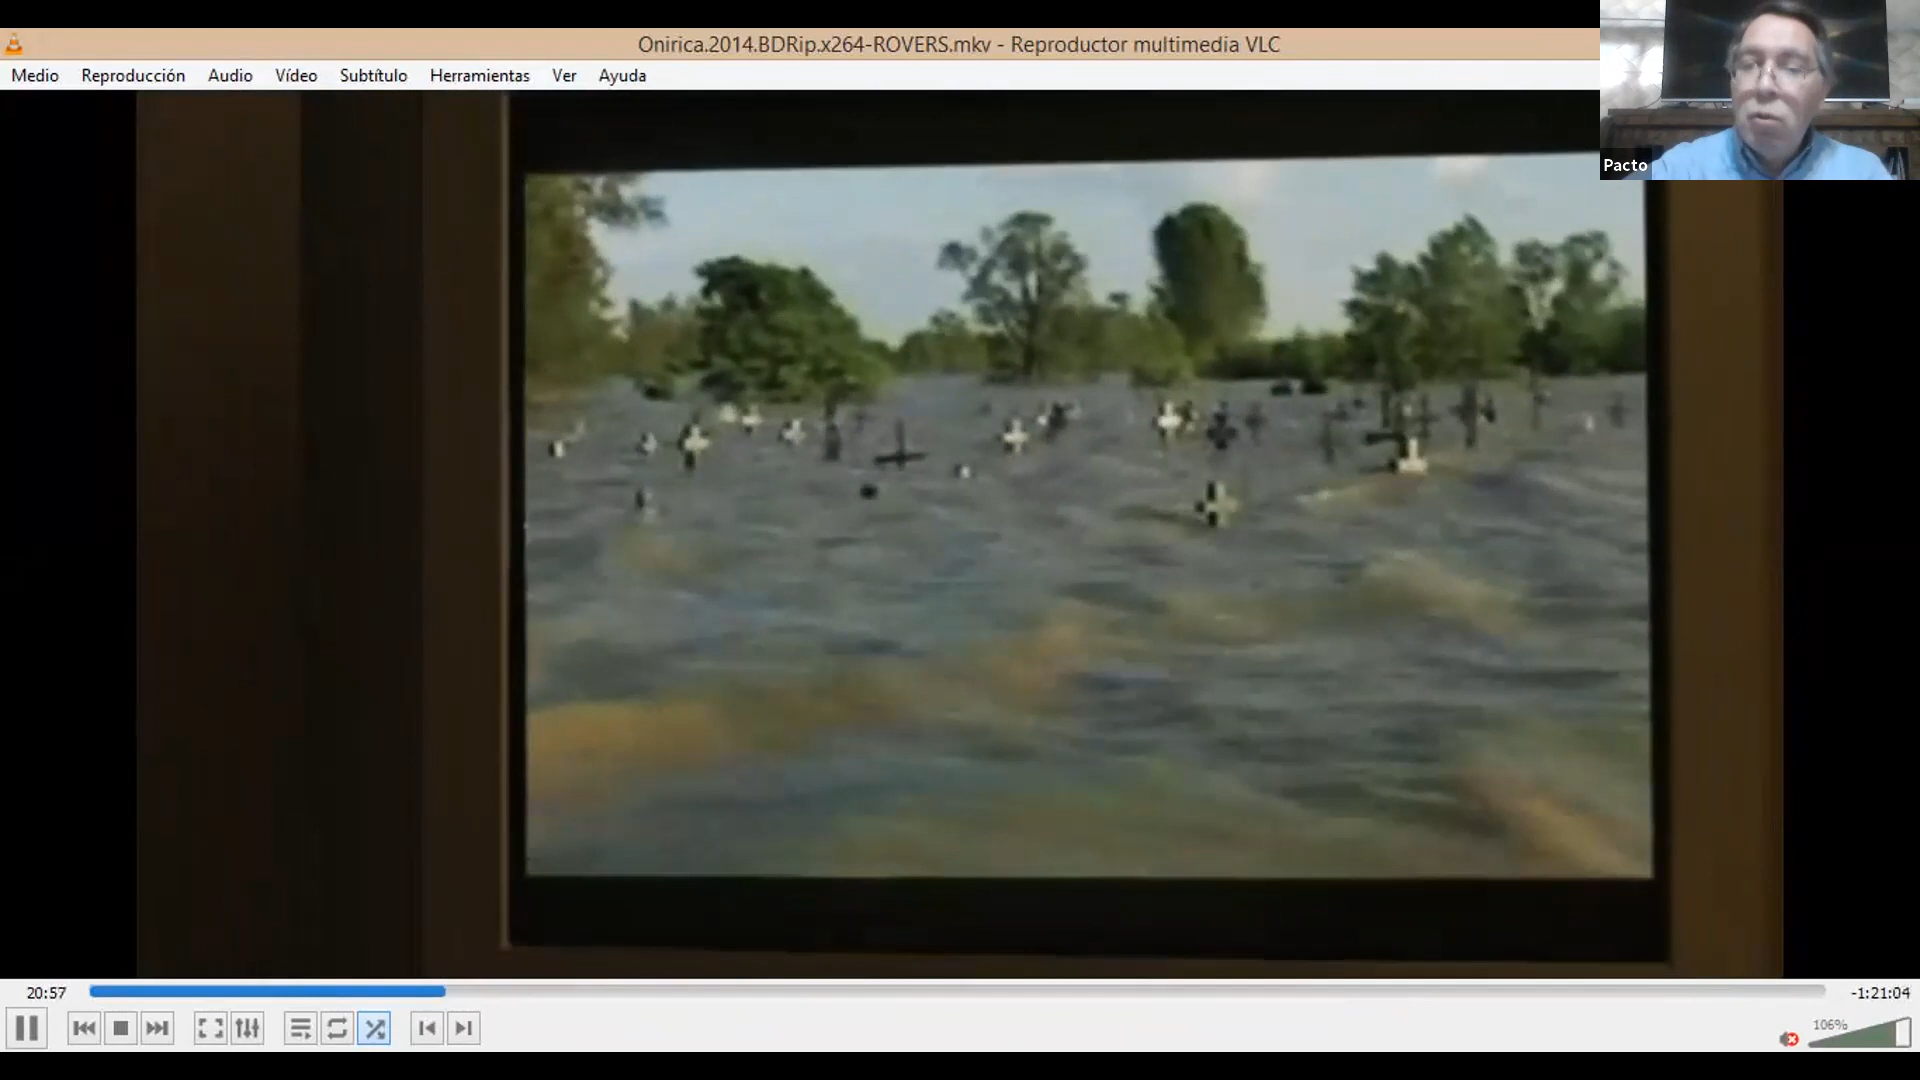 Onirica.2014.BDRip.x264-ROVERS.mkv - Reproductor multimedia VLC
Medio Reproducción Audio Vídeo Subtítulo Herramientas Ver Ayuda
Pacto
20:57
-1:21:04
106%